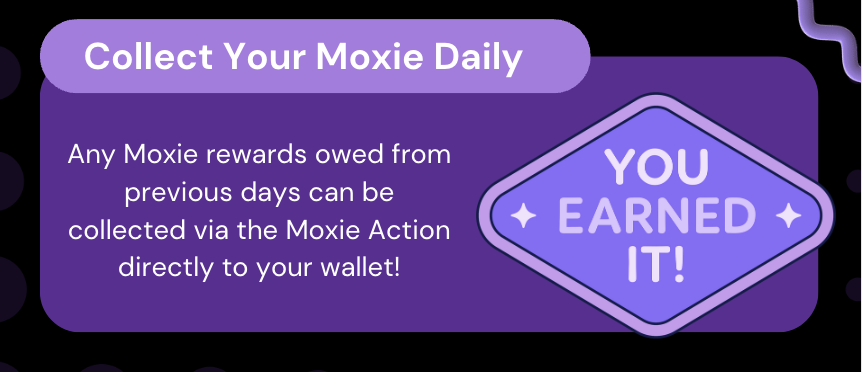 Collect Your Moxie Daily
Any Moxie rewards owed from
previous days can be
collected via the Moxie Action
directly to your wallet!
YOU
EARNED
IT!